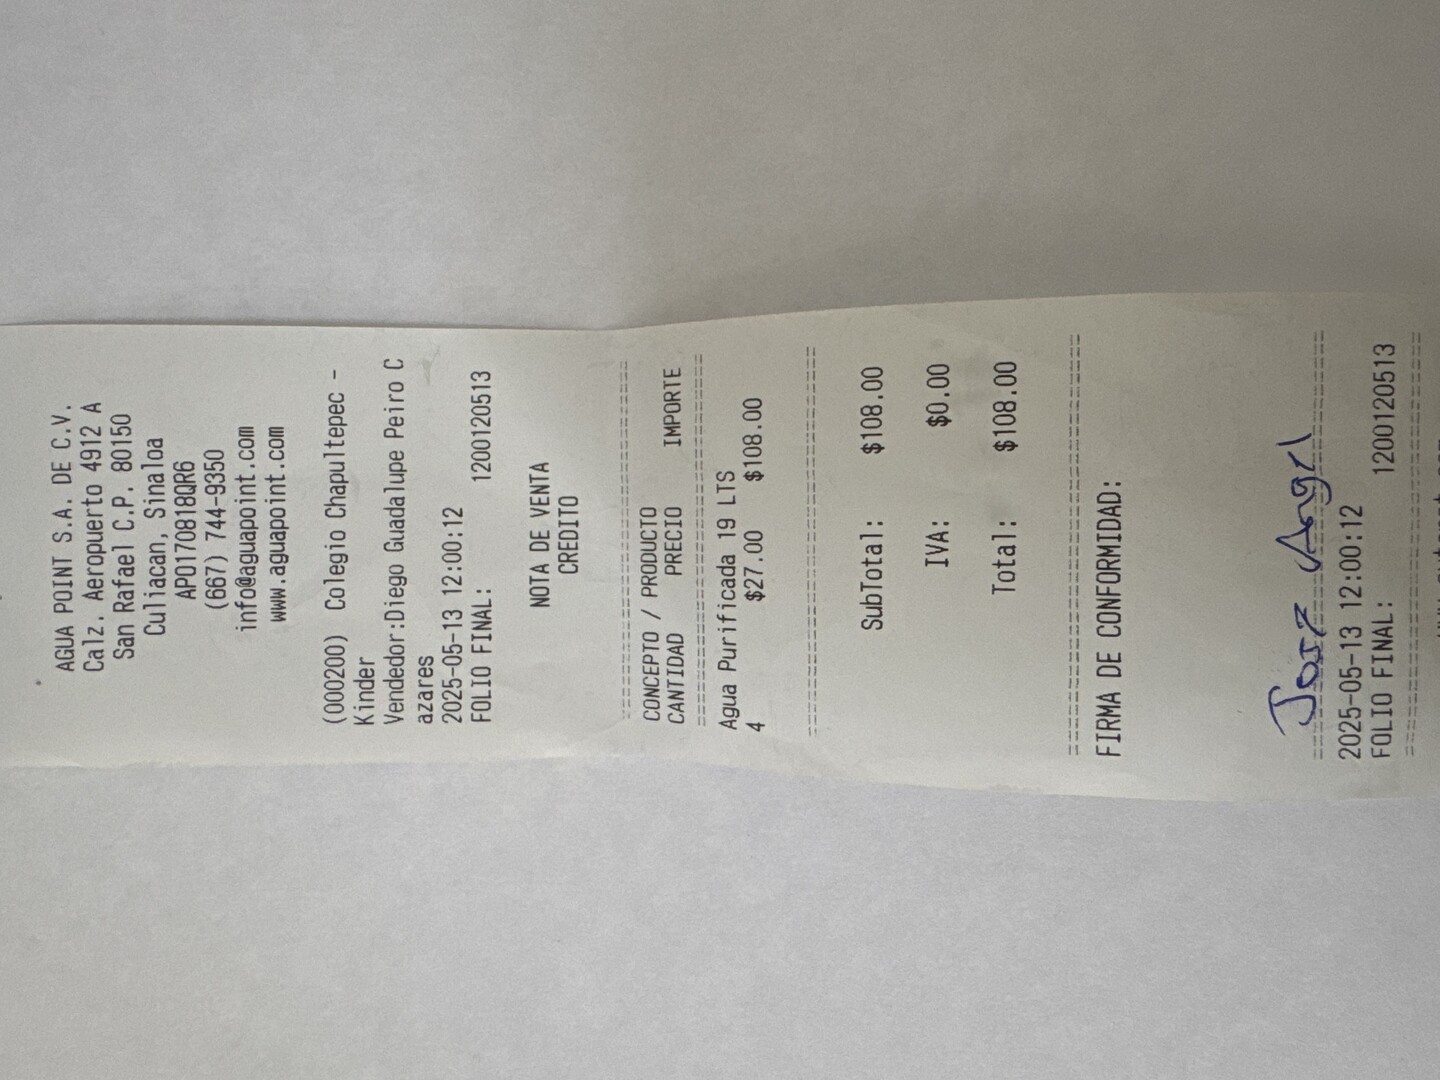 AGUA POINT S.A. DE C.V.
Calz. Aeropuerto 4912 A
San Rafael C.P. 80150
Culiacan, Sinaloa
APO170818QR6
(667) 744-9350
info@aguapoint.com
www.aguapoint.com
(000200) Colegio Chapultepec -
Kinder
Vendedor:Diego Guadalupe Peiro C
azares
2025-05-13 12:00:12
FOLIO FINAL: 1200120513
NOTA DE VENTA
CREDITO
CONCEPTO / PRODUCTO
CANTIDAD PRECIO IMPORTE
Agua Purificada 19 LTS
4 $27.00 $108.00
SubTotal: $108.00
IVA: $0.00
Total: $108.00
FIRMA DE CONFORMIDAD:
Jose Angel
2025-05-13 12:00:12
FOLIO FINAL: 1200120513